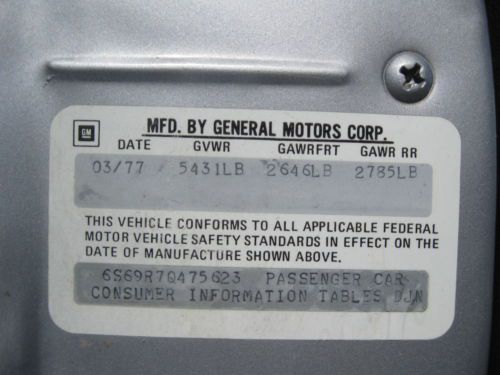 GM
MFD. BY GENERAL MOTORS CORP.
DATE GVWR GAWRFRT GAWR RR
03/77 5431LB 2646LB 2785LB
THIS VEHICLE CONFORMS TO ALL APPLICABLE FEDERAL
MOTOR VEHICLE SAFETY STANDARDS IN EFFECT ON THE
DATE OF MANUFACTURE SHOWN ABOVE.
6S69R7Q475623 PASSENGER CAR
CONSUMER INFORMATION TABLES DJN